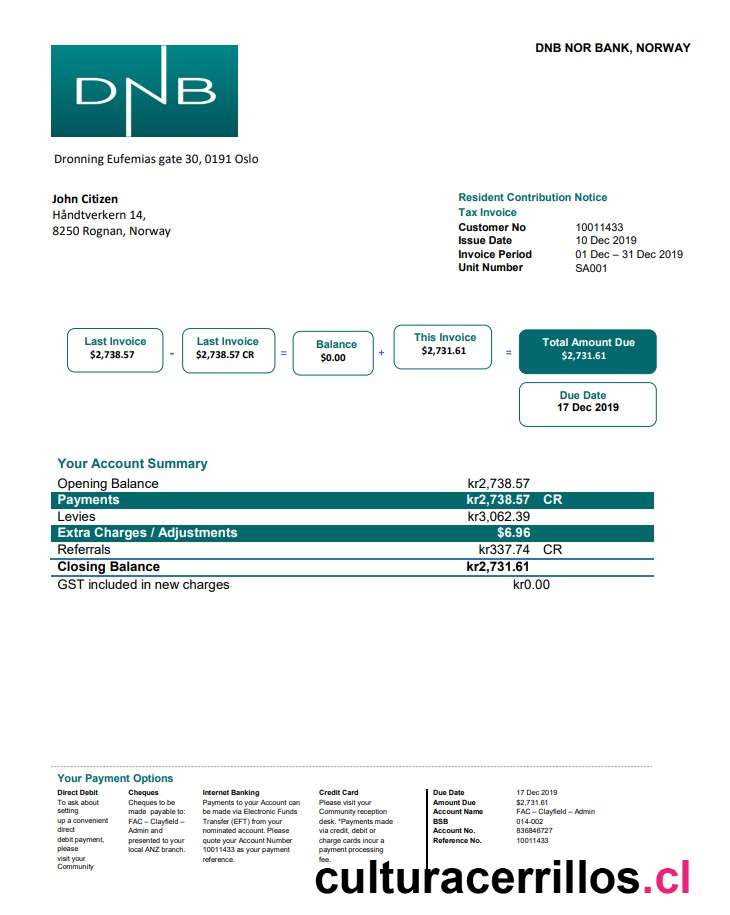 DNB NOR BANK, NORWAY
DNB
Dronning Eufemias gate 30, 0191 Oslo
John Citizen
Håndtverkern 14,
8250 Rognan, Norway
Resident Contribution Notice
Tax Invoice
Customer No 10011433
Issue Date 10 Dec 2019
Invoice Period 01 Dec – 31 Dec 2019
Unit Number SA001
Last Invoice
$2,738.57
-
Last Invoice
$2,738.57 CR
=
Balance
$0.00
+
This Invoice
$2,731.61
=
Total Amount Due
$2,731.61
Due Date
17 Dec 2019
Your Account Summary
Opening Balance kr2,738.57
Payments kr2,738.57 CR
Levies kr3,062.39
Extra Charges / Adjustments $6.96
Referrals kr337.74 CR
Closing Balance kr2,731.61
GST included in new charges kr0.00
Your Payment Options
Direct Debit
To ask about
setting
up a convenient
direct
debit payment,
please
visit your
Community
Cheques
Cheques to be
made payable to:
FAC – Clayfield –
Admin and
presented to your
local ANZ branch.
Internet Banking
Payments to your Account can
be made via Electronic Funds
Transfer (EFT) from your
nominated account. Please
quote your Account Number
10011433 as your payment
reference.
Credit Card
Please visit your
Community reception
desk. *Payments made
via credit, debit or
charge cards incur a
payment processing
fee.
Due Date 17 Dec 2019
Amount Due $2,731.61
Account Name FAC – Clayfield – Admin
BSB 014-002
Account No. 836846727
Reference No. 10011433
culturacerrillos.cl